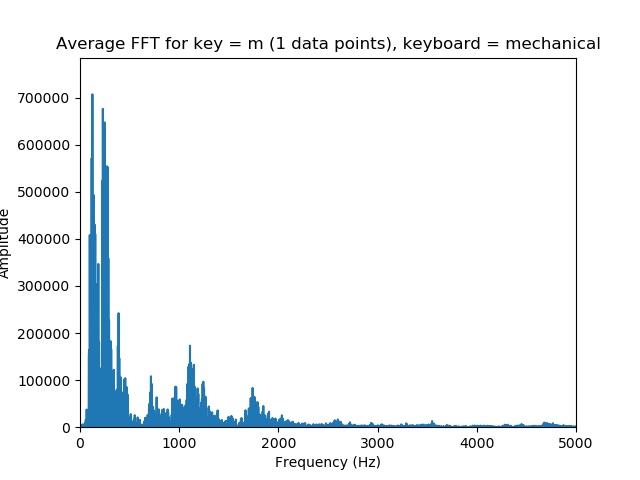 Average FFT for key = m (1 data points), keyboard = mechanical
700000
600000
500000
400000
300000
200000
100000
0
Amplitude
0 1000 2000 3000 4000 5000
Frequency (Hz)